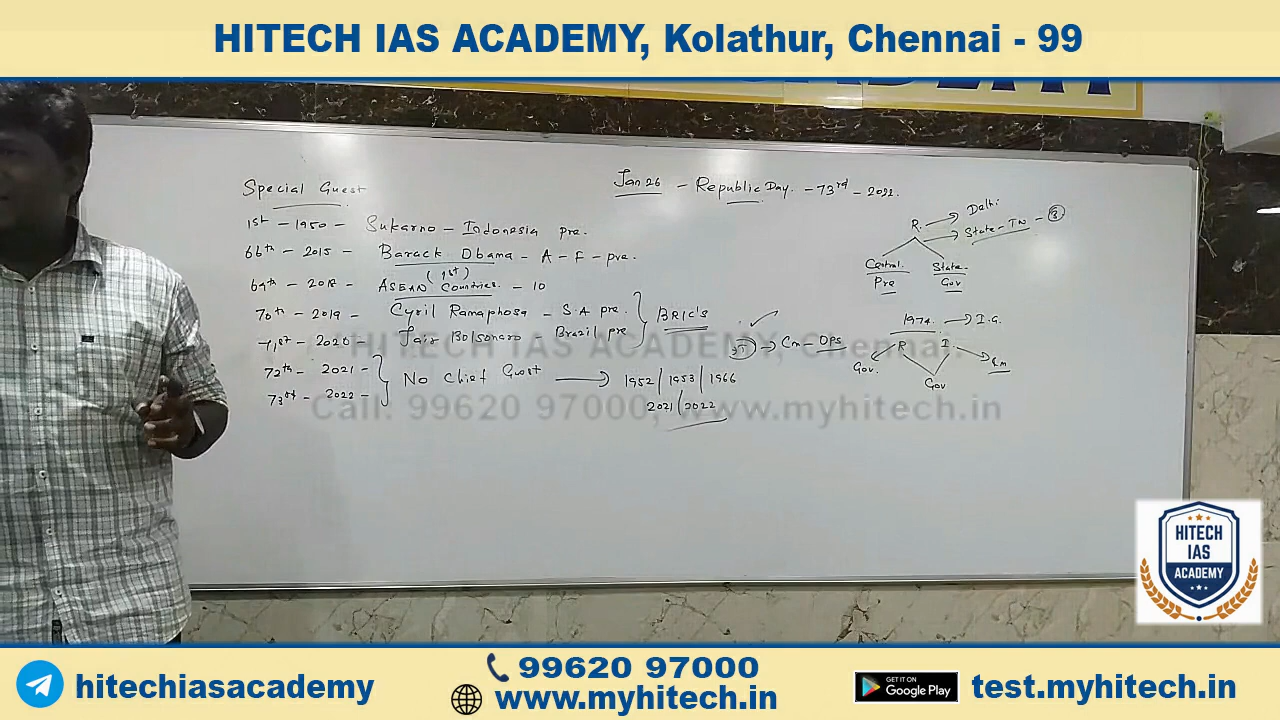 HITECH IAS ACADEMY, Kolathur, Chennai - 99
Special Guest
Jan 26 - Republic Day - 73rd - 2022.
1st - 1950 - Sukarno - Indonesia pre.
66th - 2015 - Barack Obama - A - F - pre.
(1st)
69th - 2018 - ASEAN Countries - 10
70th - 2019 - Cyril Ramaphosa - S.A pre.
71st - 2020 - Jair Bolsonaro - Brazil pre
BRIC's
72th - 2021 -
73rd - 2022 -
No Chief Guest
1952/1953/1966
2021/2022
Cm - OPS
R.
Delhi
State - TN - 3
Central
Pre
State
Gov
1974
I.G.
R
I.
Gov.
Gov
Cm
HITECH IAS ACADEMY, Chennai.
Call: 99620 97000, www.myhitech.in
HITECH
IAS
ACADEMY
hitechiasacademy
99620 97000
www.myhitech.in
GET IT ON
Google Play
test.myhitech.in